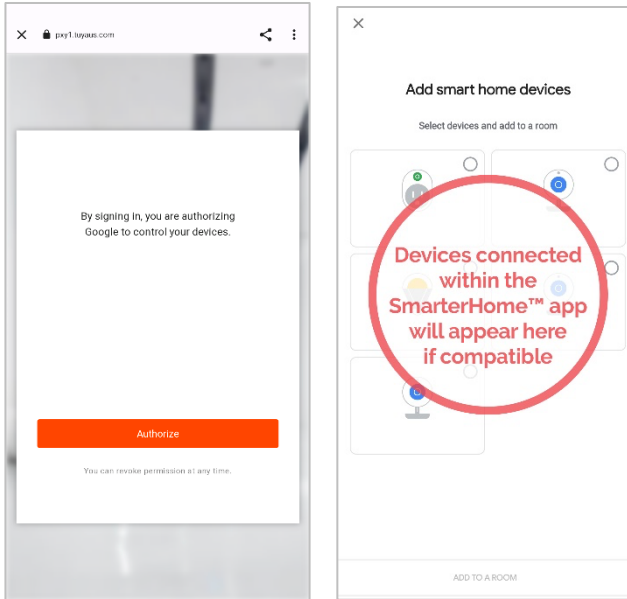 pxy1.tuyaus.com
By signing in, you are authorizing
Google to control your devices.
Authorize
You can revoke permission at any time.
Add smart home devices
Select devices and add to a room
Devices connected
within the
SmarterHome™ app
will appear here
if compatible
ADD TO A ROOM